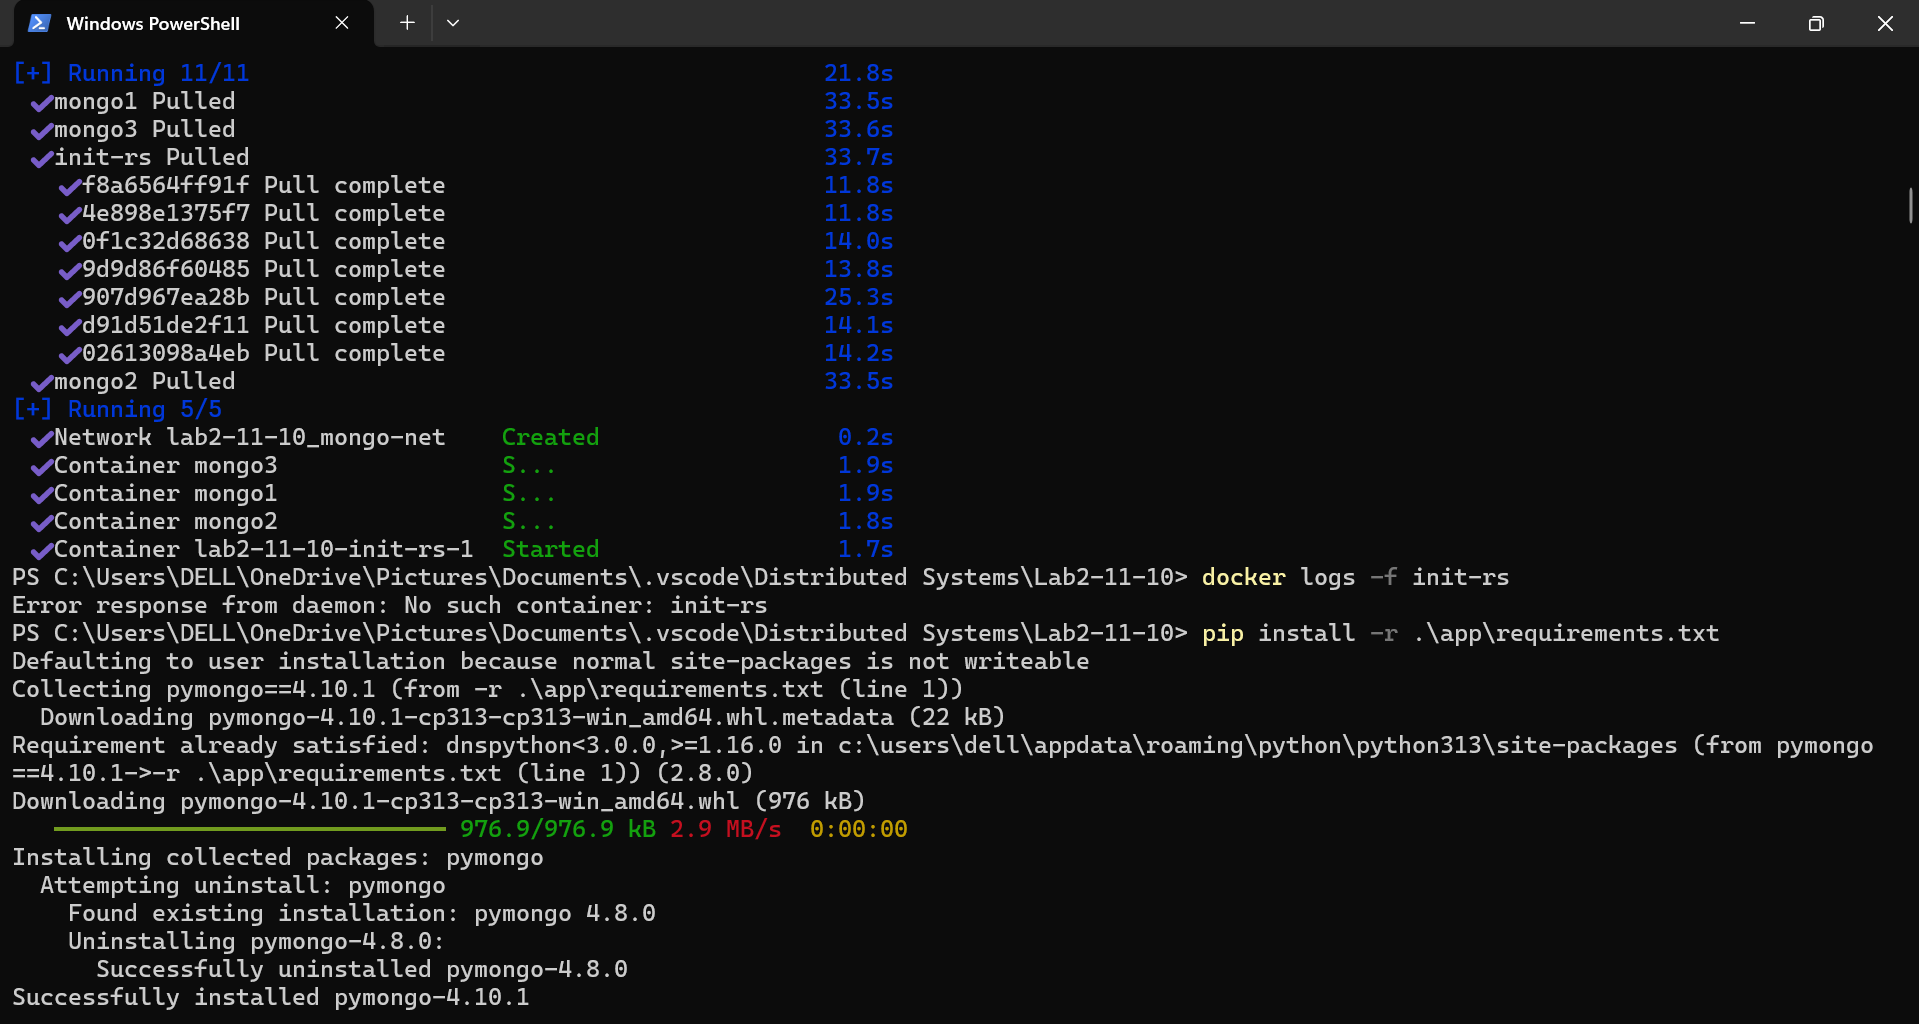 Windows PowerShell
[+] Running 11/11 21.8s
✔mongo1 Pulled 33.5s
✔mongo3 Pulled 33.6s
✔init-rs Pulled 33.7s
✔f8a6564ff91f Pull complete 11.8s
✔4e898e1375f7 Pull complete 11.8s
✔0f1c32d68638 Pull complete 14.0s
✔9d9d86f60485 Pull complete 13.8s
✔907d967ea28b Pull complete 25.3s
✔d91d51de2f11 Pull complete 14.1s
✔02613098a4eb Pull complete 14.2s
✔mongo2 Pulled 33.5s
[+] Running 5/5
✔Network lab2-11-10_mongo-net Created 0.2s
✔Container mongo3 S... 1.9s
✔Container mongo1 S... 1.9s
✔Container mongo2 S... 1.8s
✔Container lab2-11-10-init-rs-1 Started 1.7s
PS C:\Users\DELL\OneDrive\Pictures\Documents\.vscode\Distributed Systems\Lab2-11-10> docker logs -f init-rs
Error response from daemon: No such container: init-rs
PS C:\Users\DELL\OneDrive\Pictures\Documents\.vscode\Distributed Systems\Lab2-11-10> pip install -r .\app\requirements.txt
Defaulting to user installation because normal site-packages is not writeable
Collecting pymongo==4.10.1 (from -r .\app\requirements.txt (line 1))
Downloading pymongo-4.10.1-cp313-cp313-win_amd64.whl.metadata (22 kB)
Requirement already satisfied: dnspython<3.0.0,>=1.16.0 in c:\users\dell\appdata\roaming\python\python313\site-packages (from pymongo
==4.10.1->-r .\app\requirements.txt (line 1)) (2.8.0)
Downloading pymongo-4.10.1-cp313-cp313-win_amd64.whl (976 kB)
976.9/976.9 kB 2.9 MB/s 0:00:00
Installing collected packages: pymongo
Attempting uninstall: pymongo
Found existing installation: pymongo 4.8.0
Uninstalling pymongo-4.8.0:
Successfully uninstalled pymongo-4.8.0
Successfully installed pymongo-4.10.1